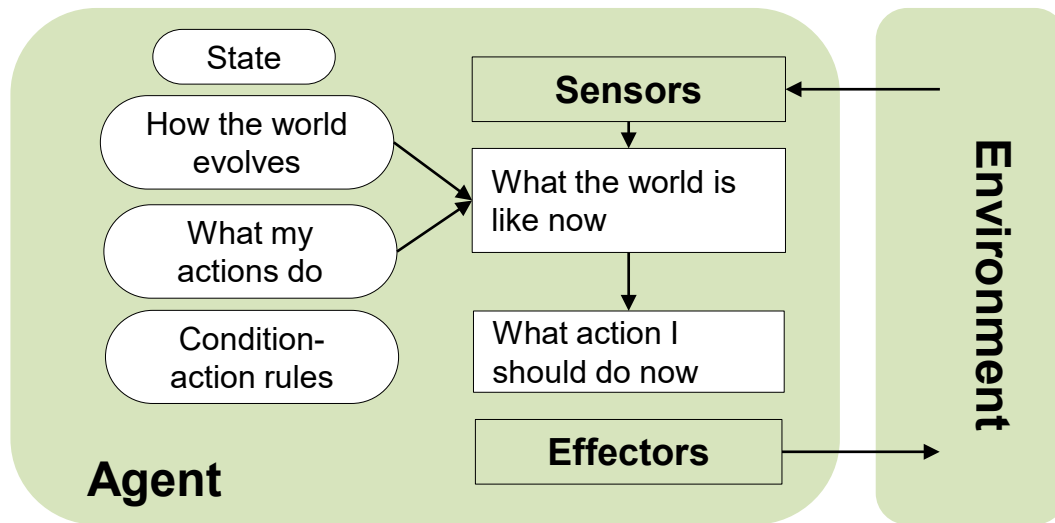 State
How the world
evolves
What my
actions do
Condition-
action rules
Agent
Sensors
What the world is
like now
What action I
should do now
Effectors
Environment